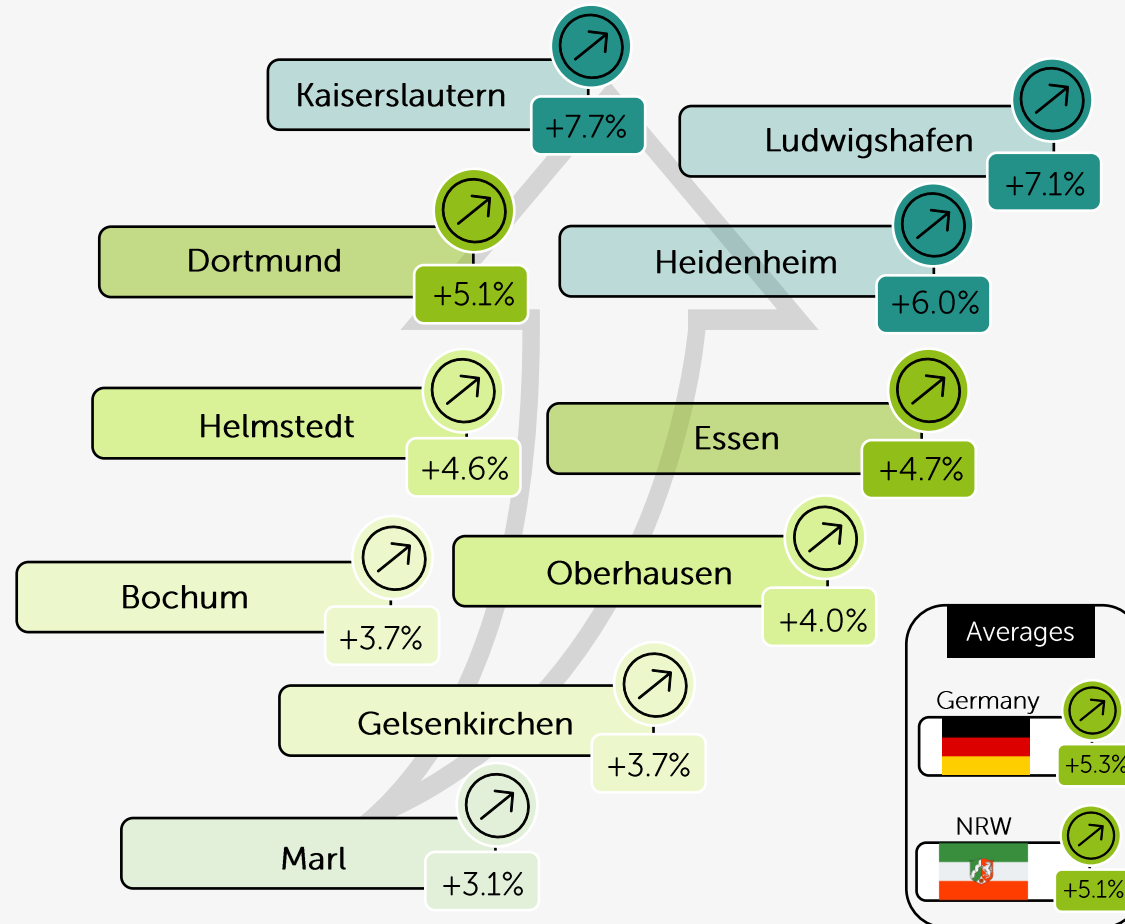 Kaiserslautern
+7.7%
Ludwigshafen
+7.1%
Dortmund
+5.1%
Heidenheim
+6.0%
Helmstedt
+4.6%
Essen
+4.7%
Bochum
+3.7%
Oberhausen
+4.0%
Gelsenkirchen
+3.7%
Marl
+3.1%
Averages
Germany
+5.3%
NRW
+5.1%